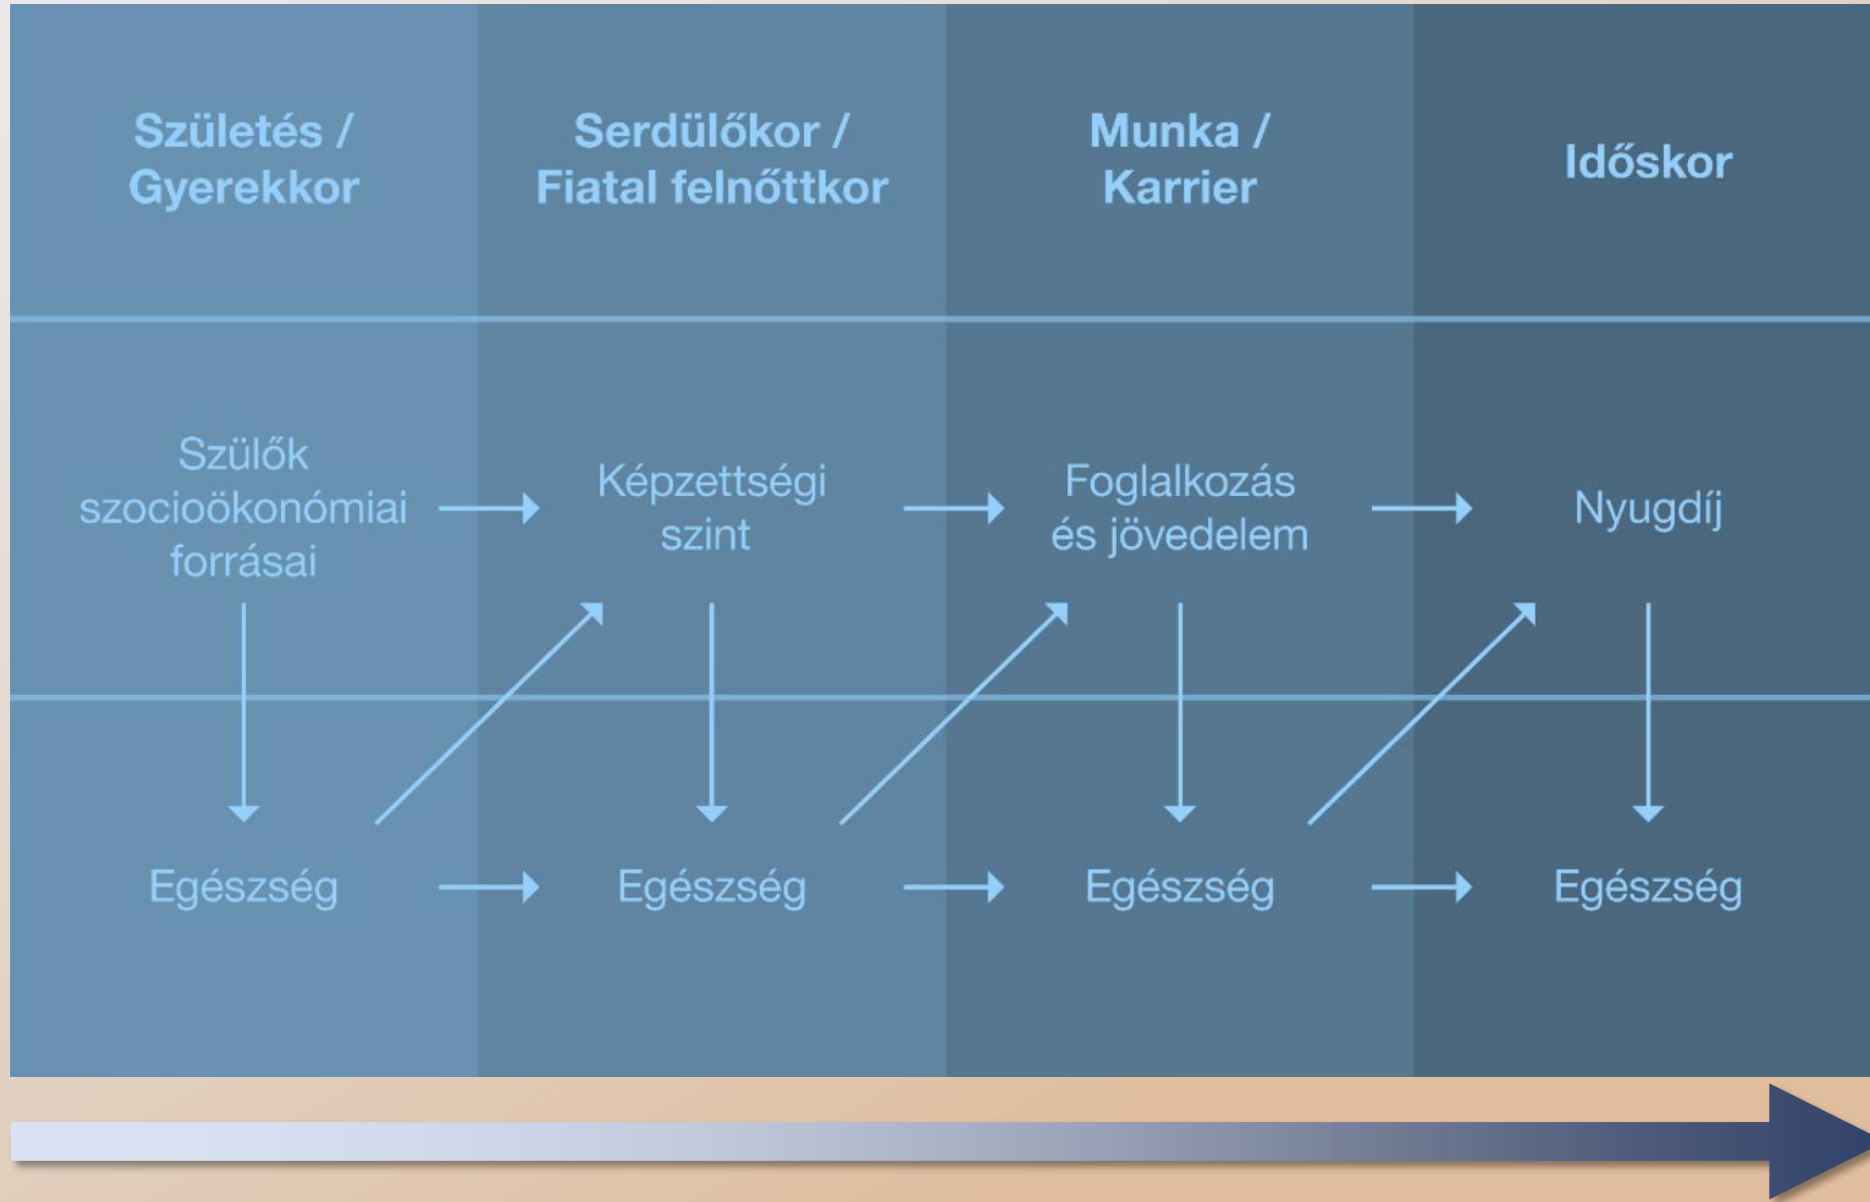 Születés /
Gyerekkor
Serdülőkor /
Fiatal felnőttkor
Munka /
Karrier
Időskor
Szülők
szocioökonómiai
forrásai
Képzettségi
szint
Foglalkozás
és jövedelem
Nyugdíj
Egészség
Egészség
Egészség
Egészség